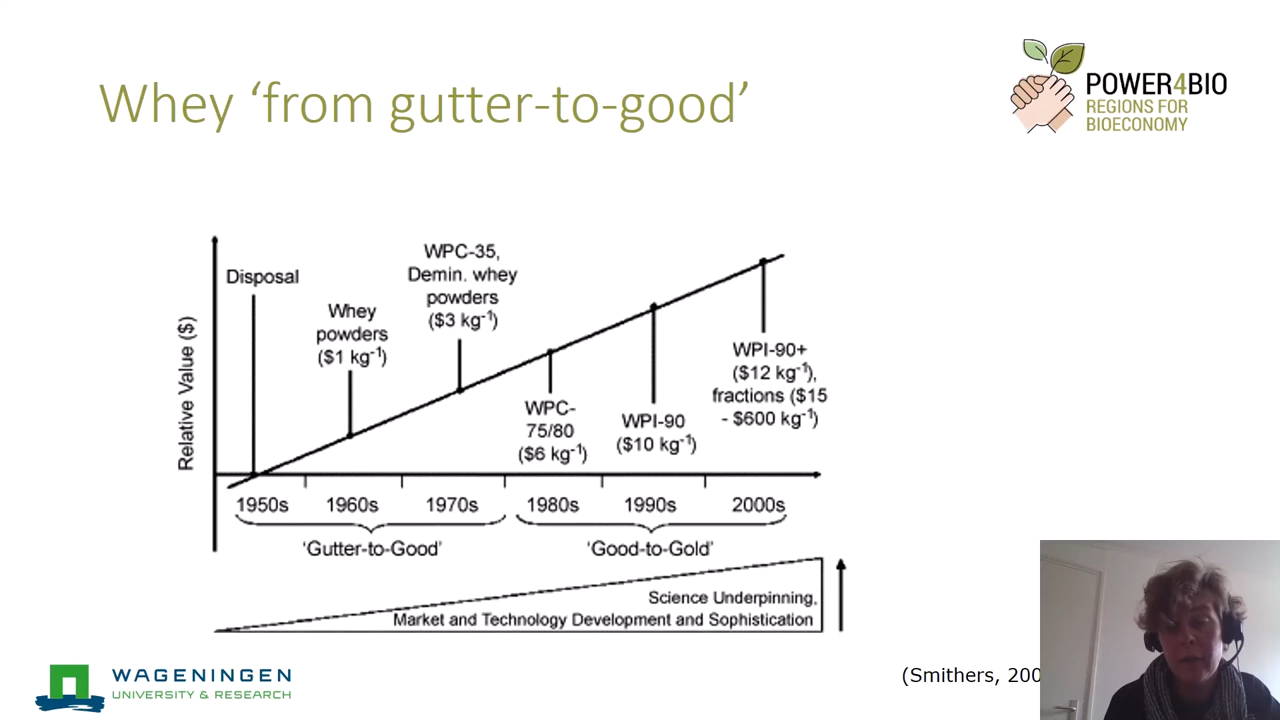 Whey ‘from gutter-to-good’
POWER4BIO
REGIONS FOR
BIOECONOMY
Relative Value ($)
Disposal
Whey
powders
($1 kg⁻¹)
WPC-35,
Demin. whey
powders
($3 kg⁻¹)
WPC-
75/80
($6 kg⁻¹)
WPI-90
($10 kg⁻¹)
WPI-90+
($12 kg⁻¹),
fractions ($15
- $600 kg⁻¹)
1950s 1960s 1970s 1980s 1990s 2000s
‘Gutter-to-Good’ ‘Good-to-Gold’
Science Underpinning,
Market and Technology Development and Sophistication
WAGENINGEN
UNIVERSITY & RESEARCH
(Smithers,